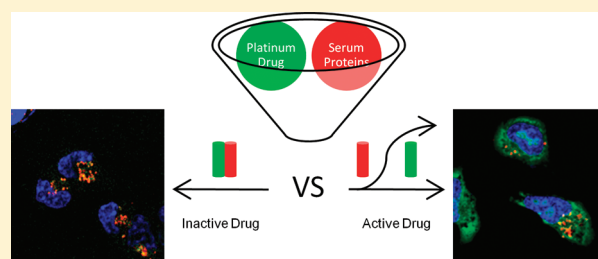 Platinum
Drug
Serum
Proteins
VS
Inactive Drug
Active Drug